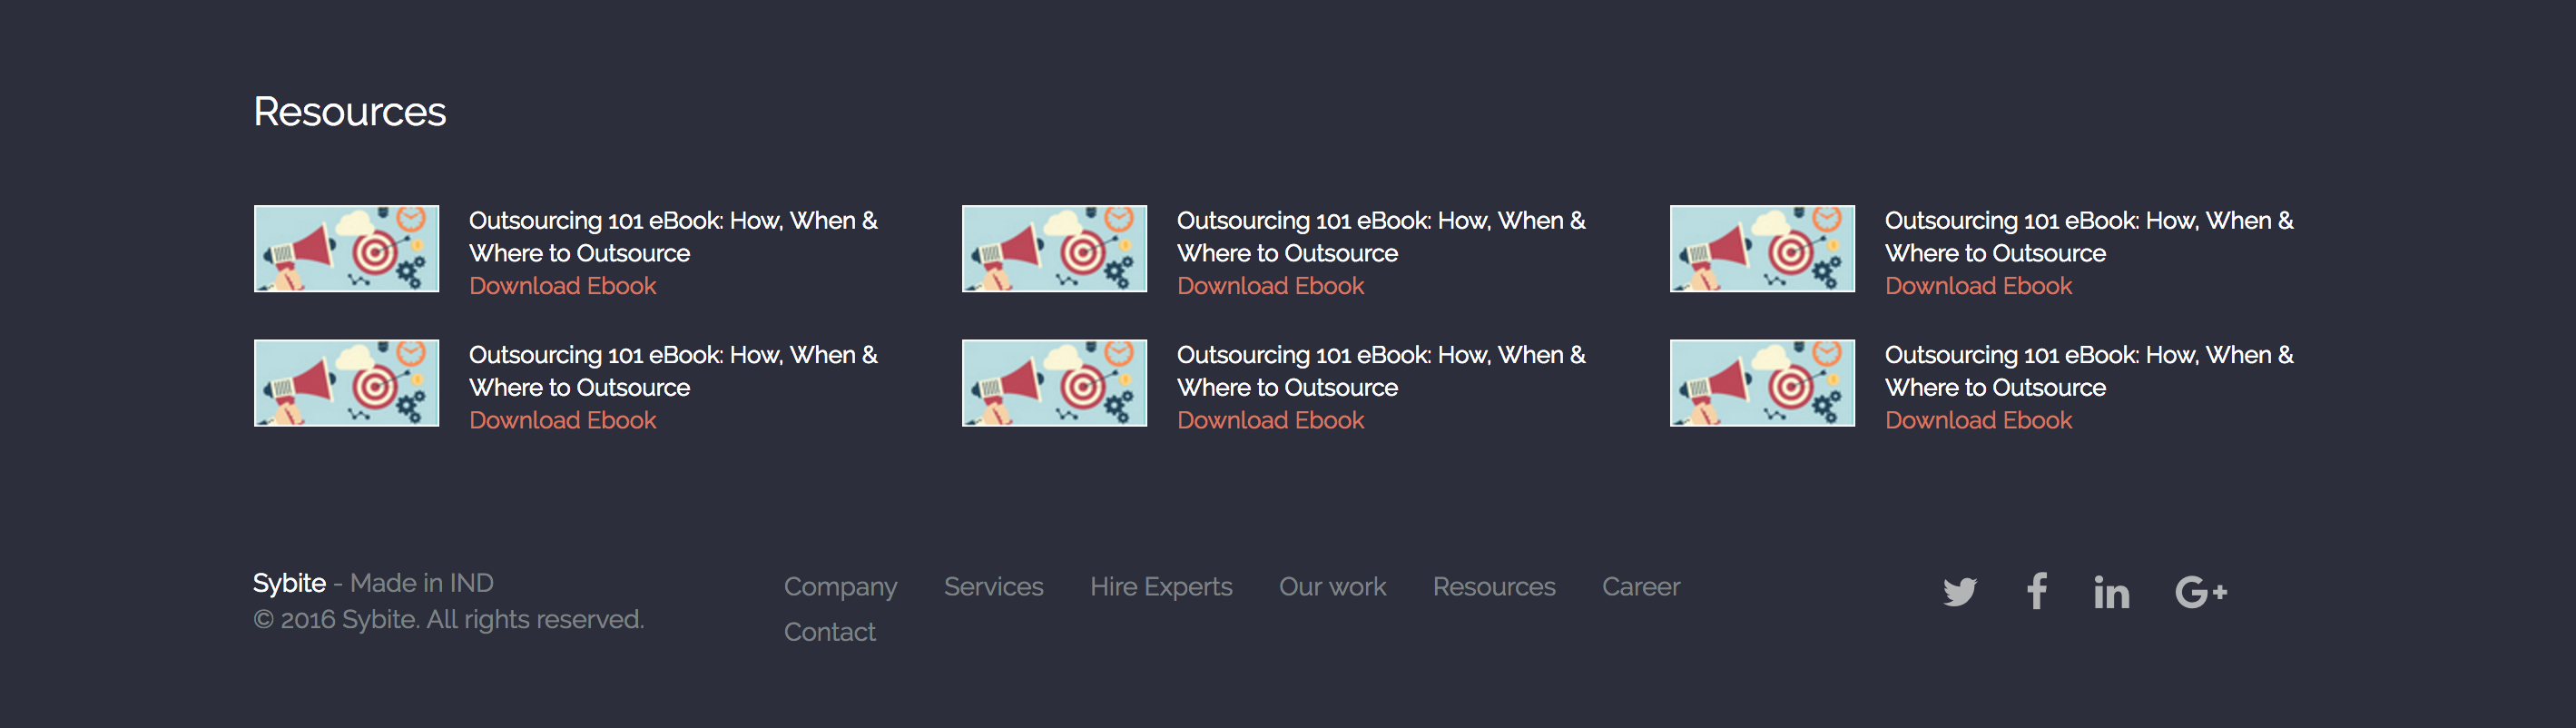 Resources
Outsourcing 101 eBook: How, When &
Where to Outsource
Download Ebook
Outsourcing 101 eBook: How, When &
Where to Outsource
Download Ebook
Outsourcing 101 eBook: How, When &
Where to Outsource
Download Ebook
Outsourcing 101 eBook: How, When &
Where to Outsource
Download Ebook
Outsourcing 101 eBook: How, When &
Where to Outsource
Download Ebook
Outsourcing 101 eBook: How, When &
Where to Outsource
Download Ebook
Sybite - Made in IND
© 2016 Sybite. All rights reserved.
Company Services Hire Experts Our work Resources Career
Contact